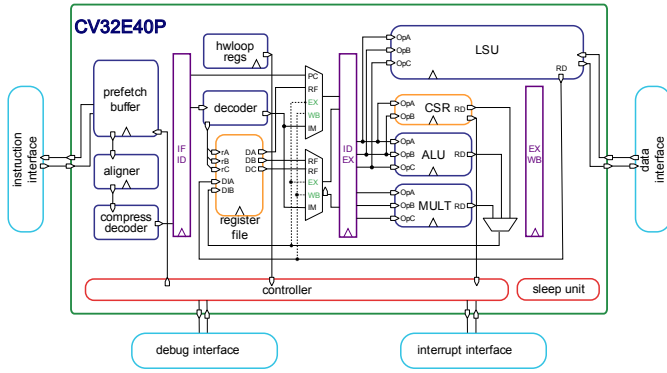 CV32E40P
instruction
interface
prefetch
buffer
aligner
compress
decoder
IF
ID
hwloop
regs
decoder
rA
rB
rC
DIA
DIB
DA
DB
DC
register
file
PC
RF
EX
WB
IM
RF
RF
EX
WB
IM
ID
EX
OpA
OpB
OpC
LSU
RD
OpA
OpB
CSR
RD
OpA
OpB
OpC
ALU
RD
OpA
OpB
OpC
MULT
RD
EX
WB
data
interface
controller
sleep unit
debug interface
interrupt interface